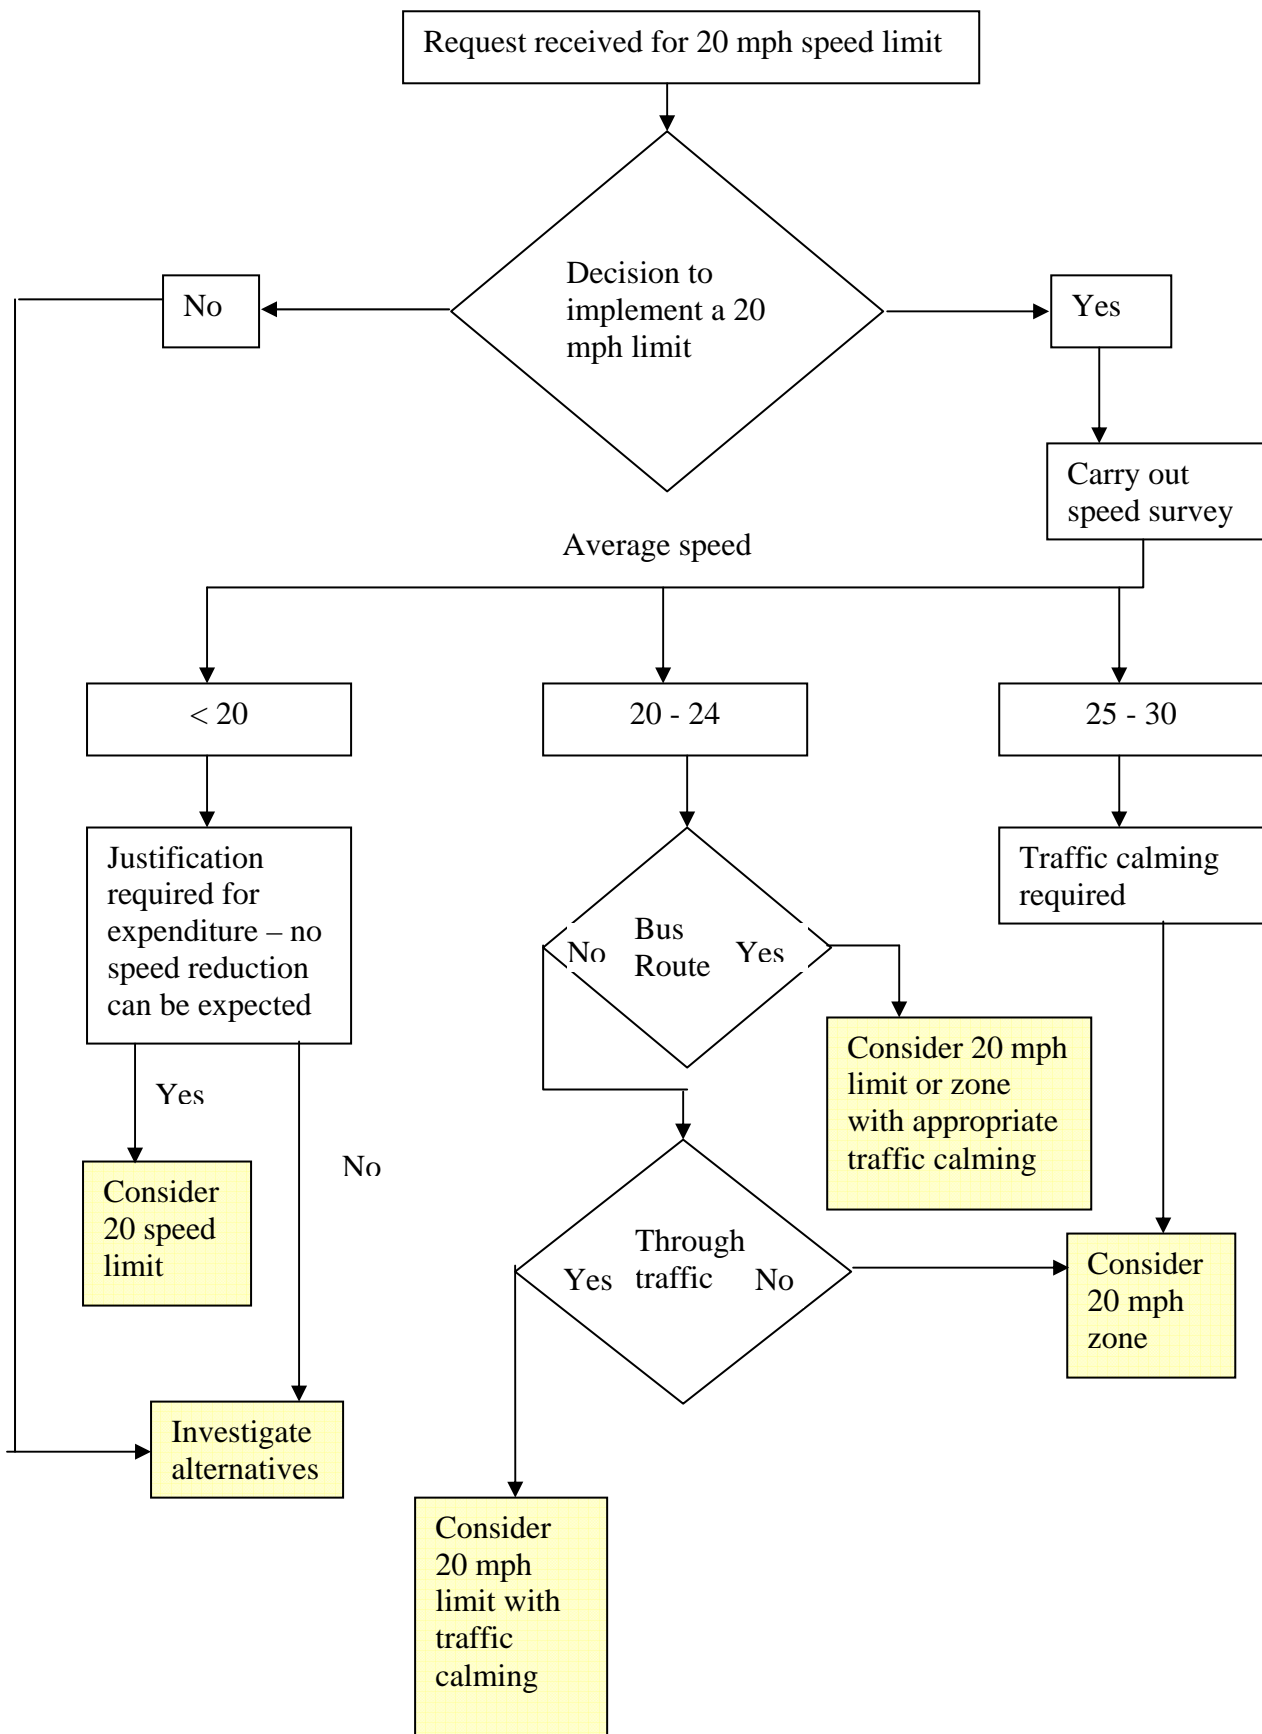 Request received for 20 mph speed limit
Decision to
implement a 20
mph limit
No
Yes
Carry out
speed survey
Average speed
< 20
20 - 24
25 - 30
Justification
required for
expenditure – no
speed reduction
can be expected
Traffic calming
required
Bus
Route
No
Yes
Consider 20 mph
limit or zone
with appropriate
traffic calming
Yes
No
Consider
20 speed
limit
Through
traffic
Yes
No
Consider
20 mph
zone
Investigate
alternatives
Consider
20 mph
limit with
traffic
calming